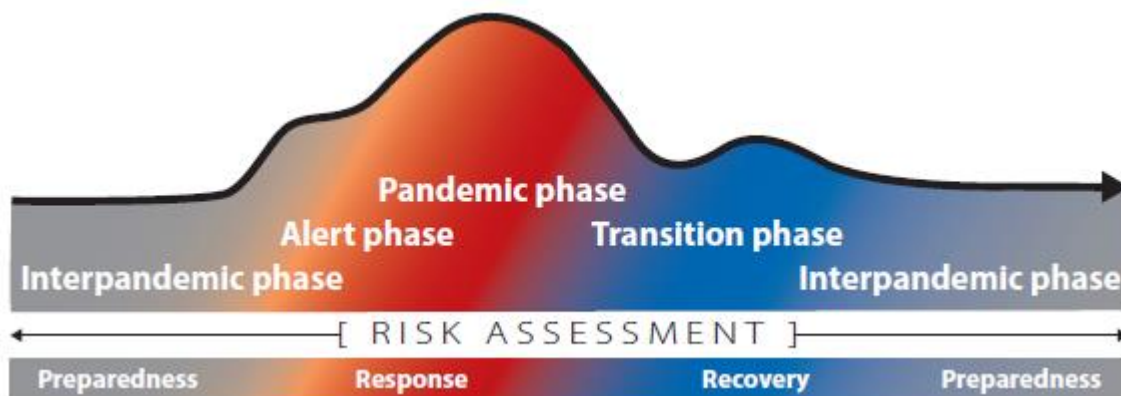 Pandemic phase
Alert phase
Transition phase
Interpandemic phase
Interpandemic phase
[ RISK ASSESSMENT ]
Preparedness
Response
Recovery
Preparedness